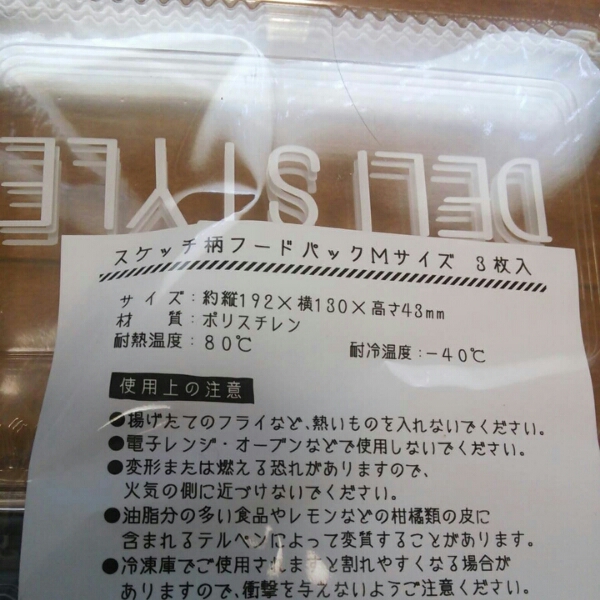 DELI STYLE
スケッチ柄フードパックMサイズ 3枚入
サイズ：約縦192×横130×高さ43mm
材 質：ポリスチレン
耐熱温度：80℃ 耐冷温度：-40℃
使用上の注意
●揚げたてのフライなど、熱いものを入れないでください。
●電子レンジ・オーブンなどで使用しないでください。
●変形または燃える恐れがありますので、
火気の側に近づけないでください。
●油脂分の多い食品やレモンなどの柑橘類の皮に
含まれるテルペンによって変質することがあります。
●冷凍庫でご使用されますと割れやすくなる場合が
ありますので、衝撃を与えないようご注意ください。